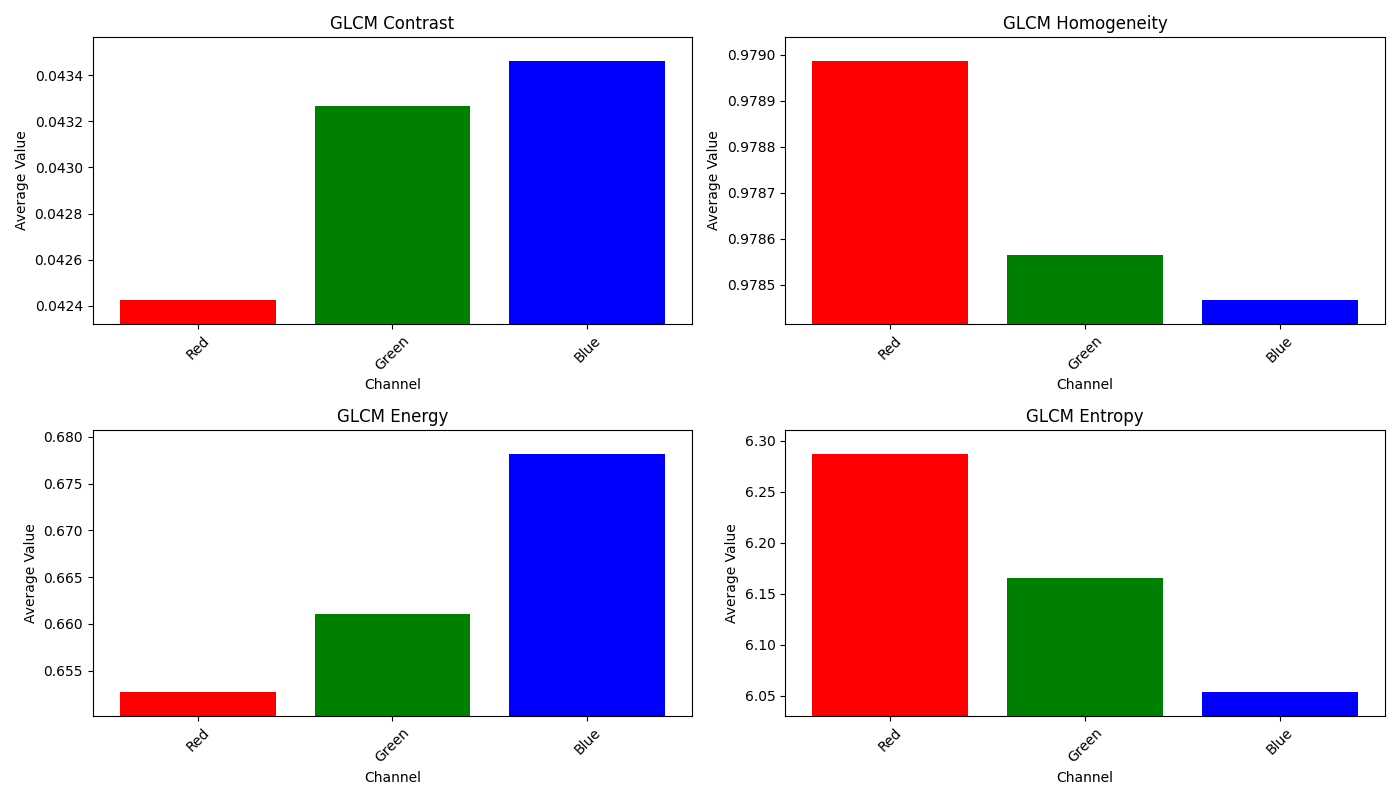 GLCM Contrast
Average Value
0.0434
0.0432
0.0430
0.0428
0.0426
0.0424
Red
Green
Blue
Channel
GLCM Homogeneity
Average Value
0.9790
0.9789
0.9788
0.9787
0.9786
0.9785
Red
Green
Blue
Channel
GLCM Energy
Average Value
0.680
0.675
0.670
0.665
0.660
0.655
Red
Green
Blue
Channel
GLCM Entropy
Average Value
6.30
6.25
6.20
6.15
6.10
6.05
Red
Green
Blue
Channel